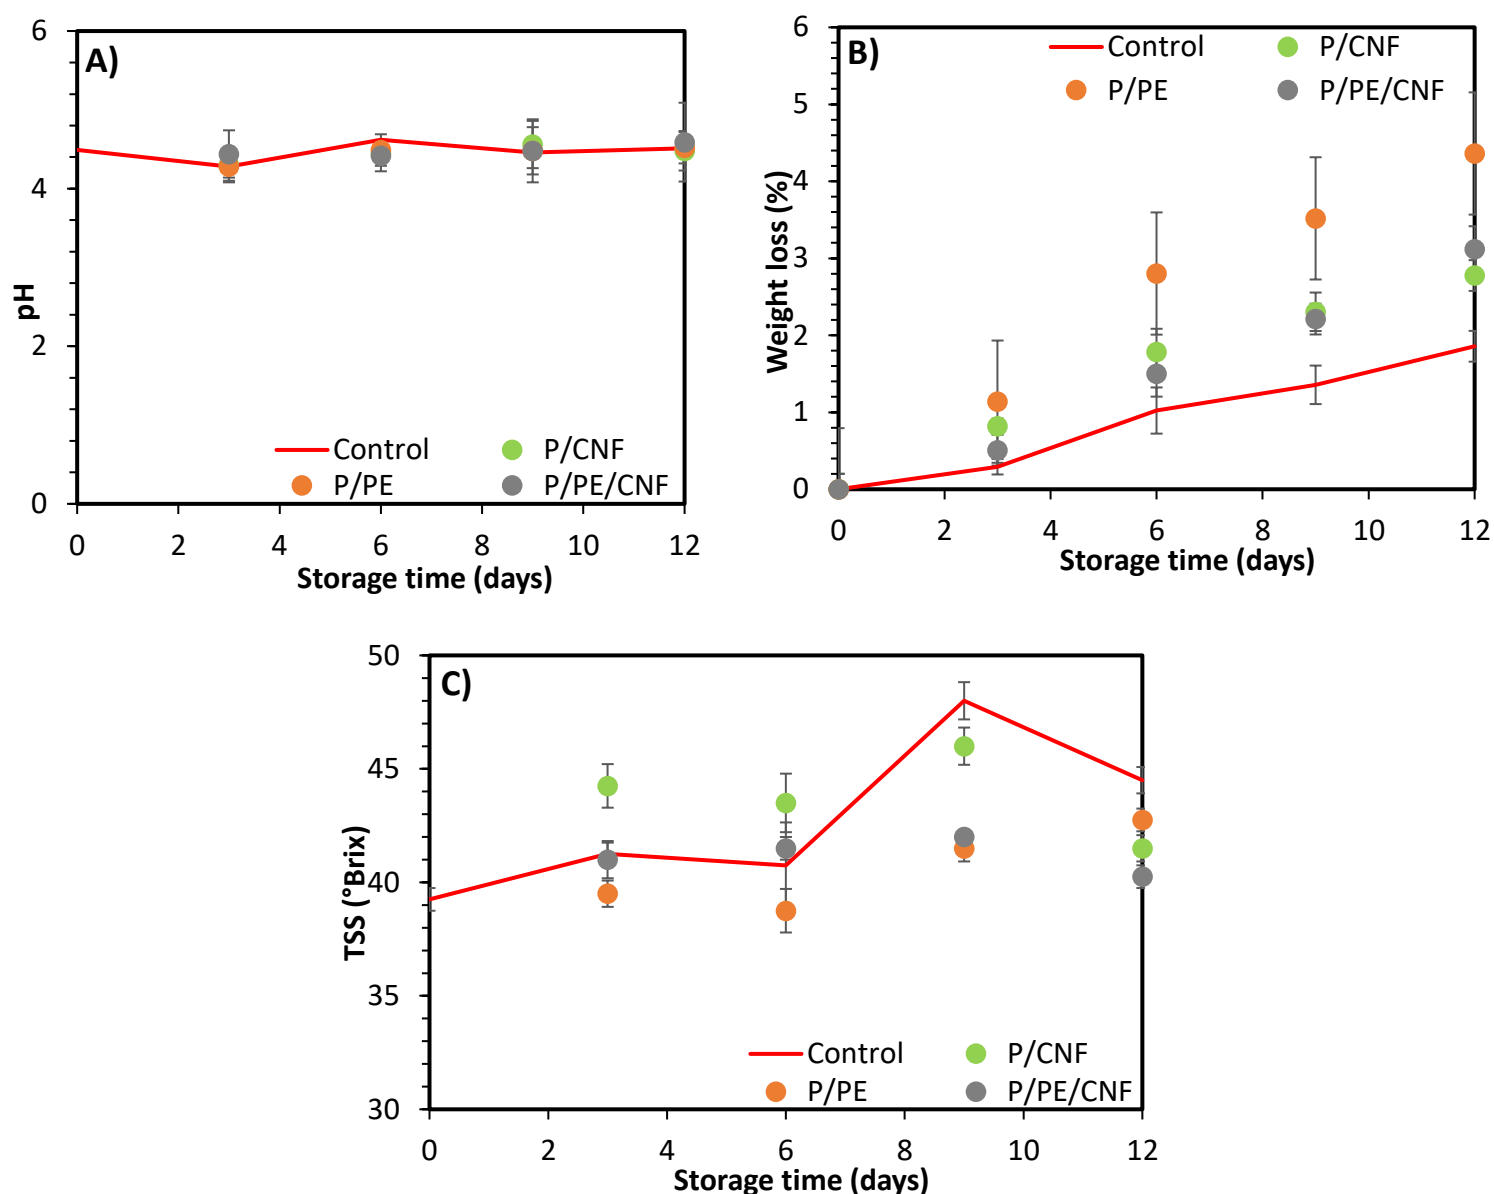 A)
6
4
2
0
pH
Control
P/CNF
P/PE
P/PE/CNF
0 2 4 6 8 10 12
Storage time (days)
B)
6
5
4
3
2
1
0
Weight loss (%)
Control
P/CNF
P/PE
P/PE/CNF
0 2 4 6 8 10 12
Storage time (days)
C)
50
45
40
35
30
TSS (°Brix)
Control
P/CNF
P/PE
P/PE/CNF
0 2 4 6 8 10 12
Storage time (days)